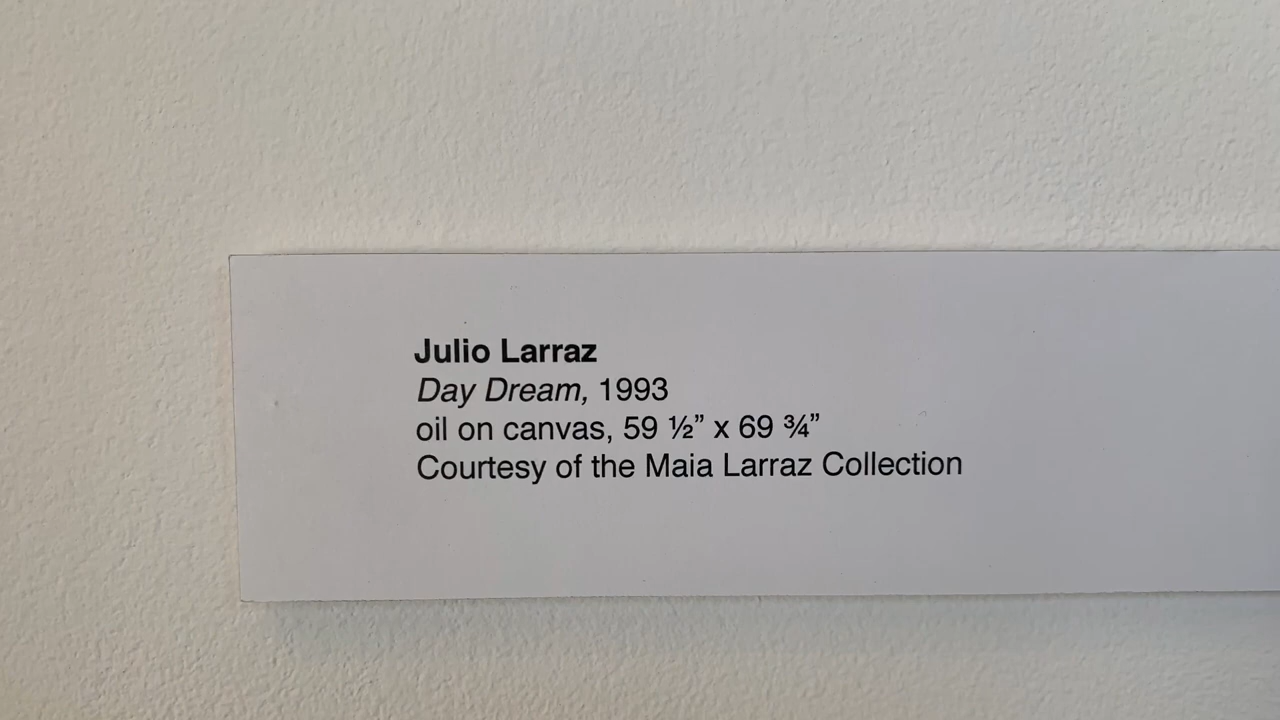 Julio Larraz
Day Dream, 1993
oil on canvas, 59 ½” x 69 ¾”
Courtesy of the Maia Larraz Collection